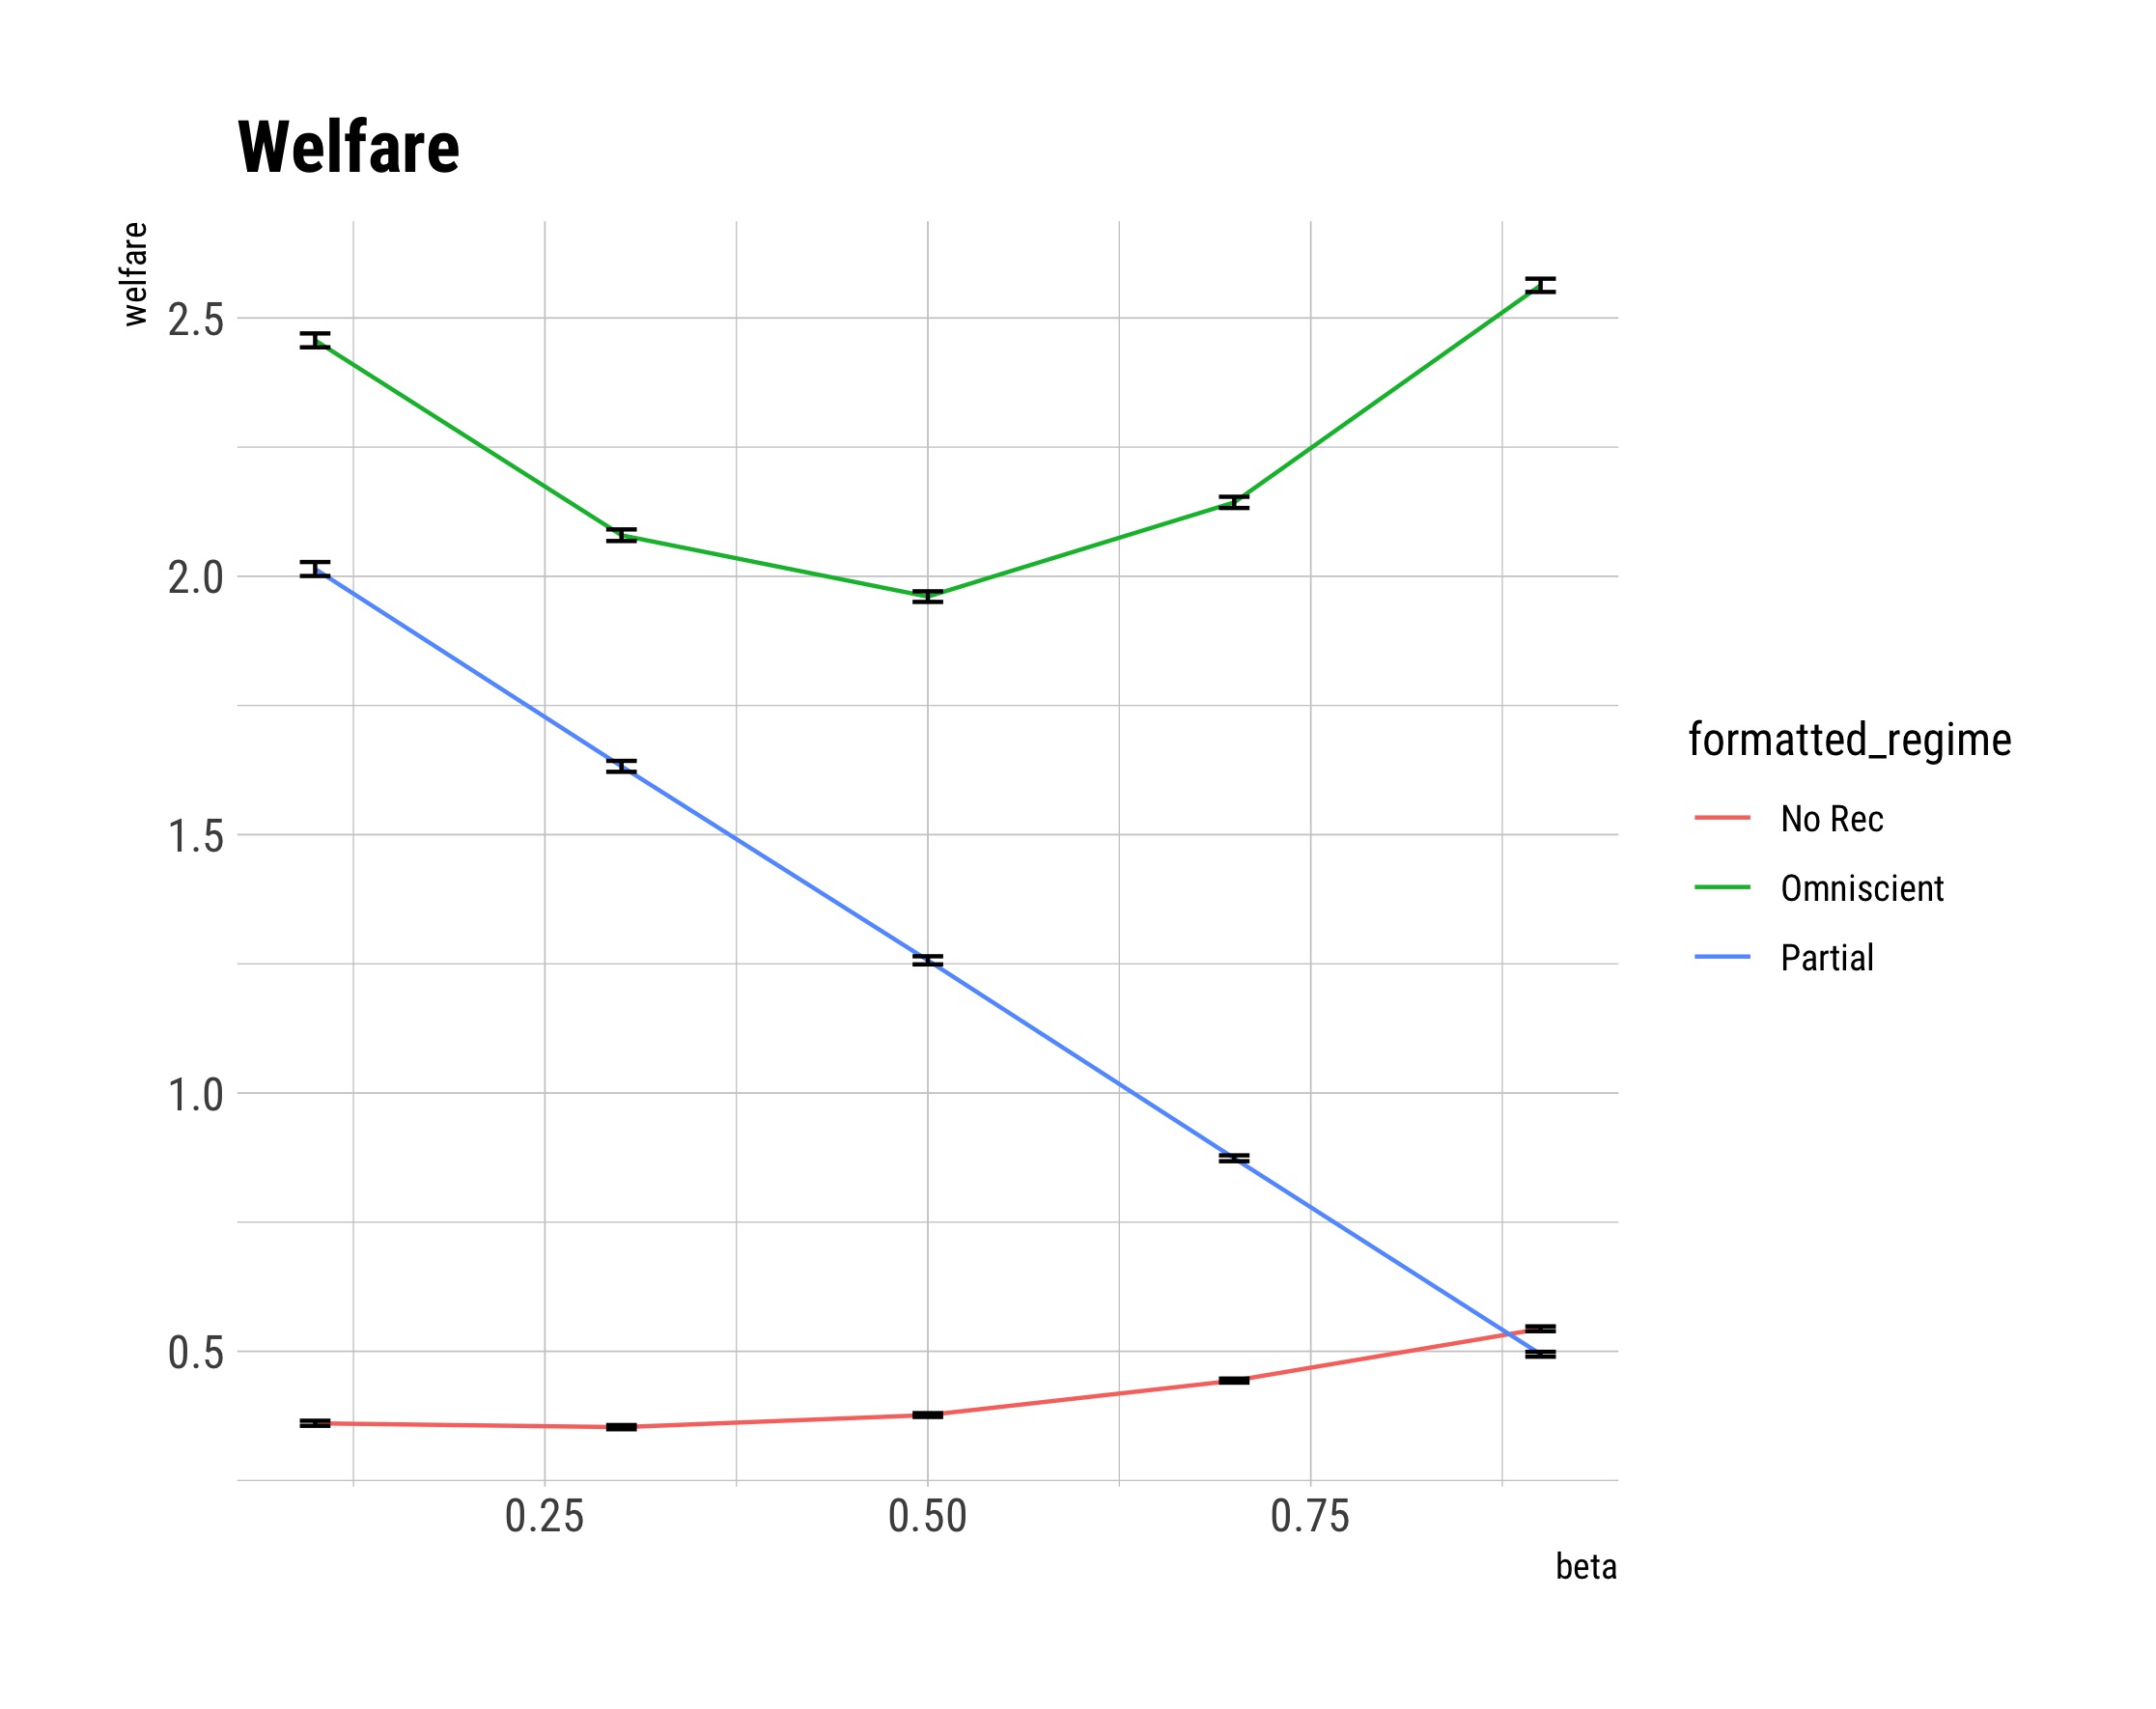 Welfare
welfare
2.5
2.0
1.5
1.0
0.5
0.25
0.50
0.75
beta
formatted_regime
No Rec
Omniscient
Partial